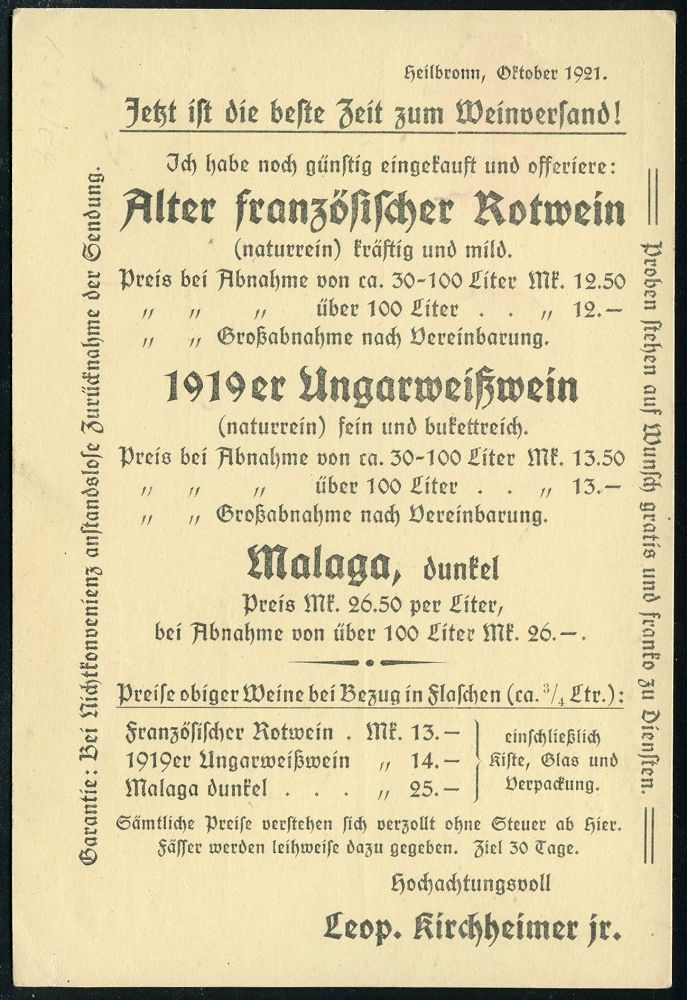 Heilbronn, Oktober 1921.
Jetzt ist die beste Zeit zum Weinversand!
Ich habe noch günstig eingekauft und offeriere:
Alter französischer Rotwein
(naturrein) kräftig und mild.
Preis bei Abnahme von ca. 30-100 Liter Mk. 12.50
„ „ „ über 100 Liter . . „ 12.—
„ „ Großabnahme nach Vereinbarung.
1919er Ungarweißwein
(naturrein) fein und bukettreich.
Preis bei Abnahme von ca. 30-100 Liter Mk. 13.50
„ „ „ über 100 Liter . . „ 13.—
„ „ Großabnahme nach Vereinbarung.
Malaga, dunkel
Preis Mk. 26.50 per Liter,
bei Abnahme von über 100 Liter Mk. 26.—.
Preise obiger Weine bei Bezug in Flaschen (ca. 3/4 Ltr.):
Französischer Rotwein . Mk. 13.—
1919er Ungarweißwein „ 14.—
Malaga dunkel . . . „ 25.—
einschließlich
Kiste, Glas und
Verpackung.
Sämtliche Preise verstehen sich verzollt ohne Steuer ab Hier.
Fässer werden leihweise dazu gegeben. Ziel 30 Tage.
Hochachtungsvoll
Leop. Kirchheimer jr.
Garantie: Bei Nichtkonvenienz anstandslose Zurücknahme der Sendung.
Proben stehen auf Wunsch gratis und franko zu Diensten.